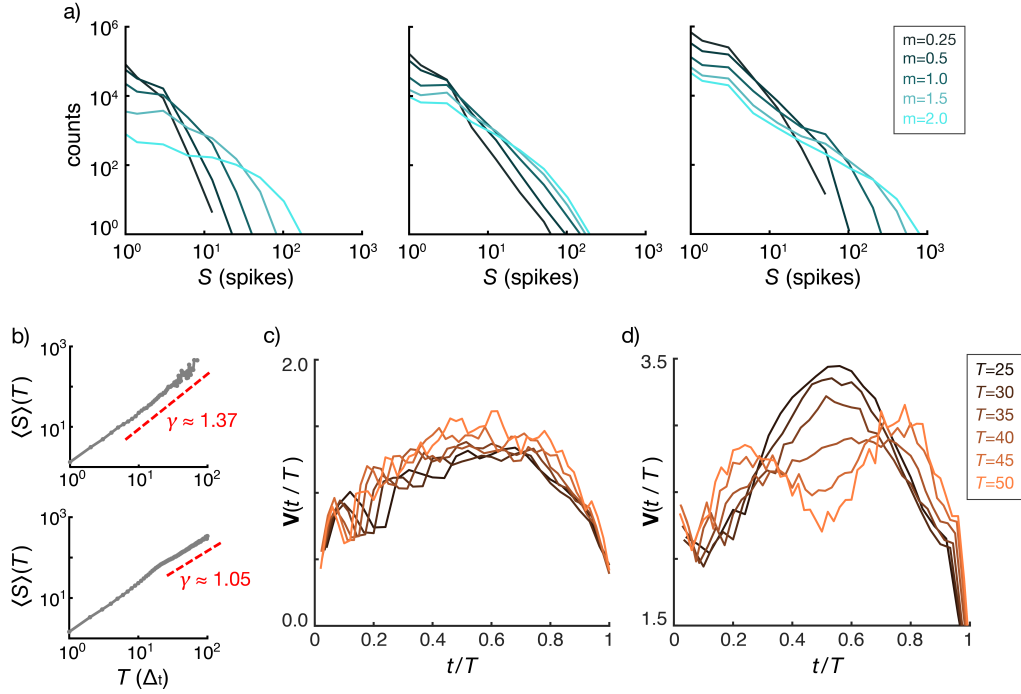 a)
counts
10^6
10^4
10^2
10^0
10^0 10^1 10^2 10^3
S (spikes)
10^0 10^1 10^2 10^3
S (spikes)
10^0 10^1 10^2 10^3
S (spikes)
m=0.25
m=0.5
m=1.0
m=1.5
m=2.0
b)
⟨S⟩(T)
10^3
10^1
γ ≈ 1.37
10^0 10^1 10^2
⟨S⟩(T)
10^3
10^1
γ ≈ 1.05
10^0 10^1 10^2
T (Δt)
c)
V(t / T)
2.0
0.0
0 0.2 0.4 0.6 0.8 1
t/T
d)
V(t / T)
3.5
1.5
0 0.2 0.4 0.6 0.8 1
t/T
T=25
T=30
T=35
T=40
T=45
T=50